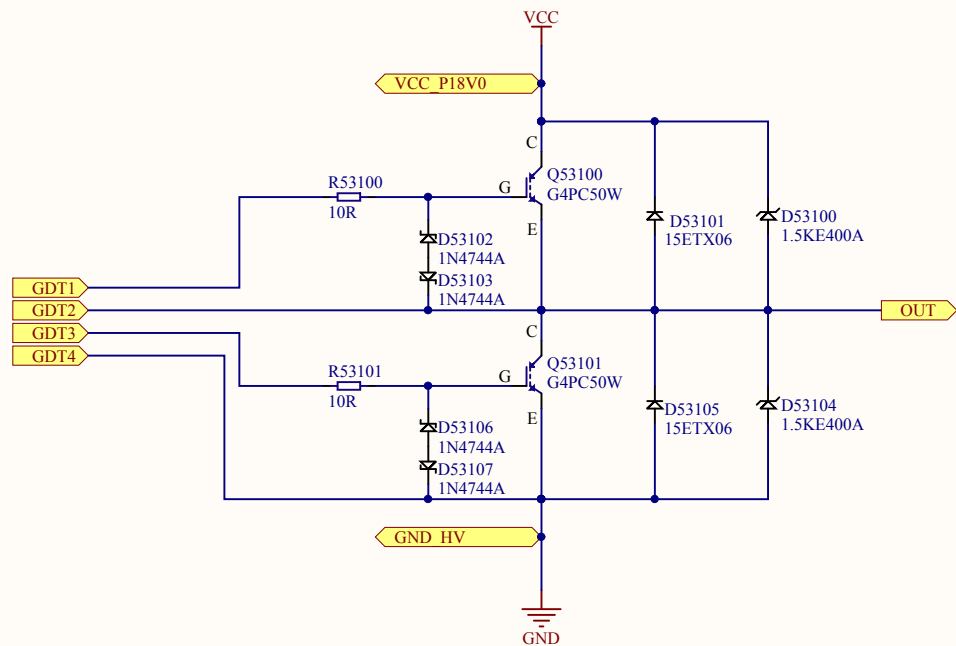 VCC
VCC_P18V0
C
Q53100
G4PC50W
G
E
R53100
10R
D53102
1N4744A
D53103
1N4744A
D53101
15ETX06
D53100
1.5KE400A
GDT1
GDT2
GDT3
GDT4
OUT
C
Q53101
G4PC50W
G
E
R53101
10R
D53106
1N4744A
D53107
1N4744A
D53105
15ETX06
D53104
1.5KE400A
GND_HV
GND